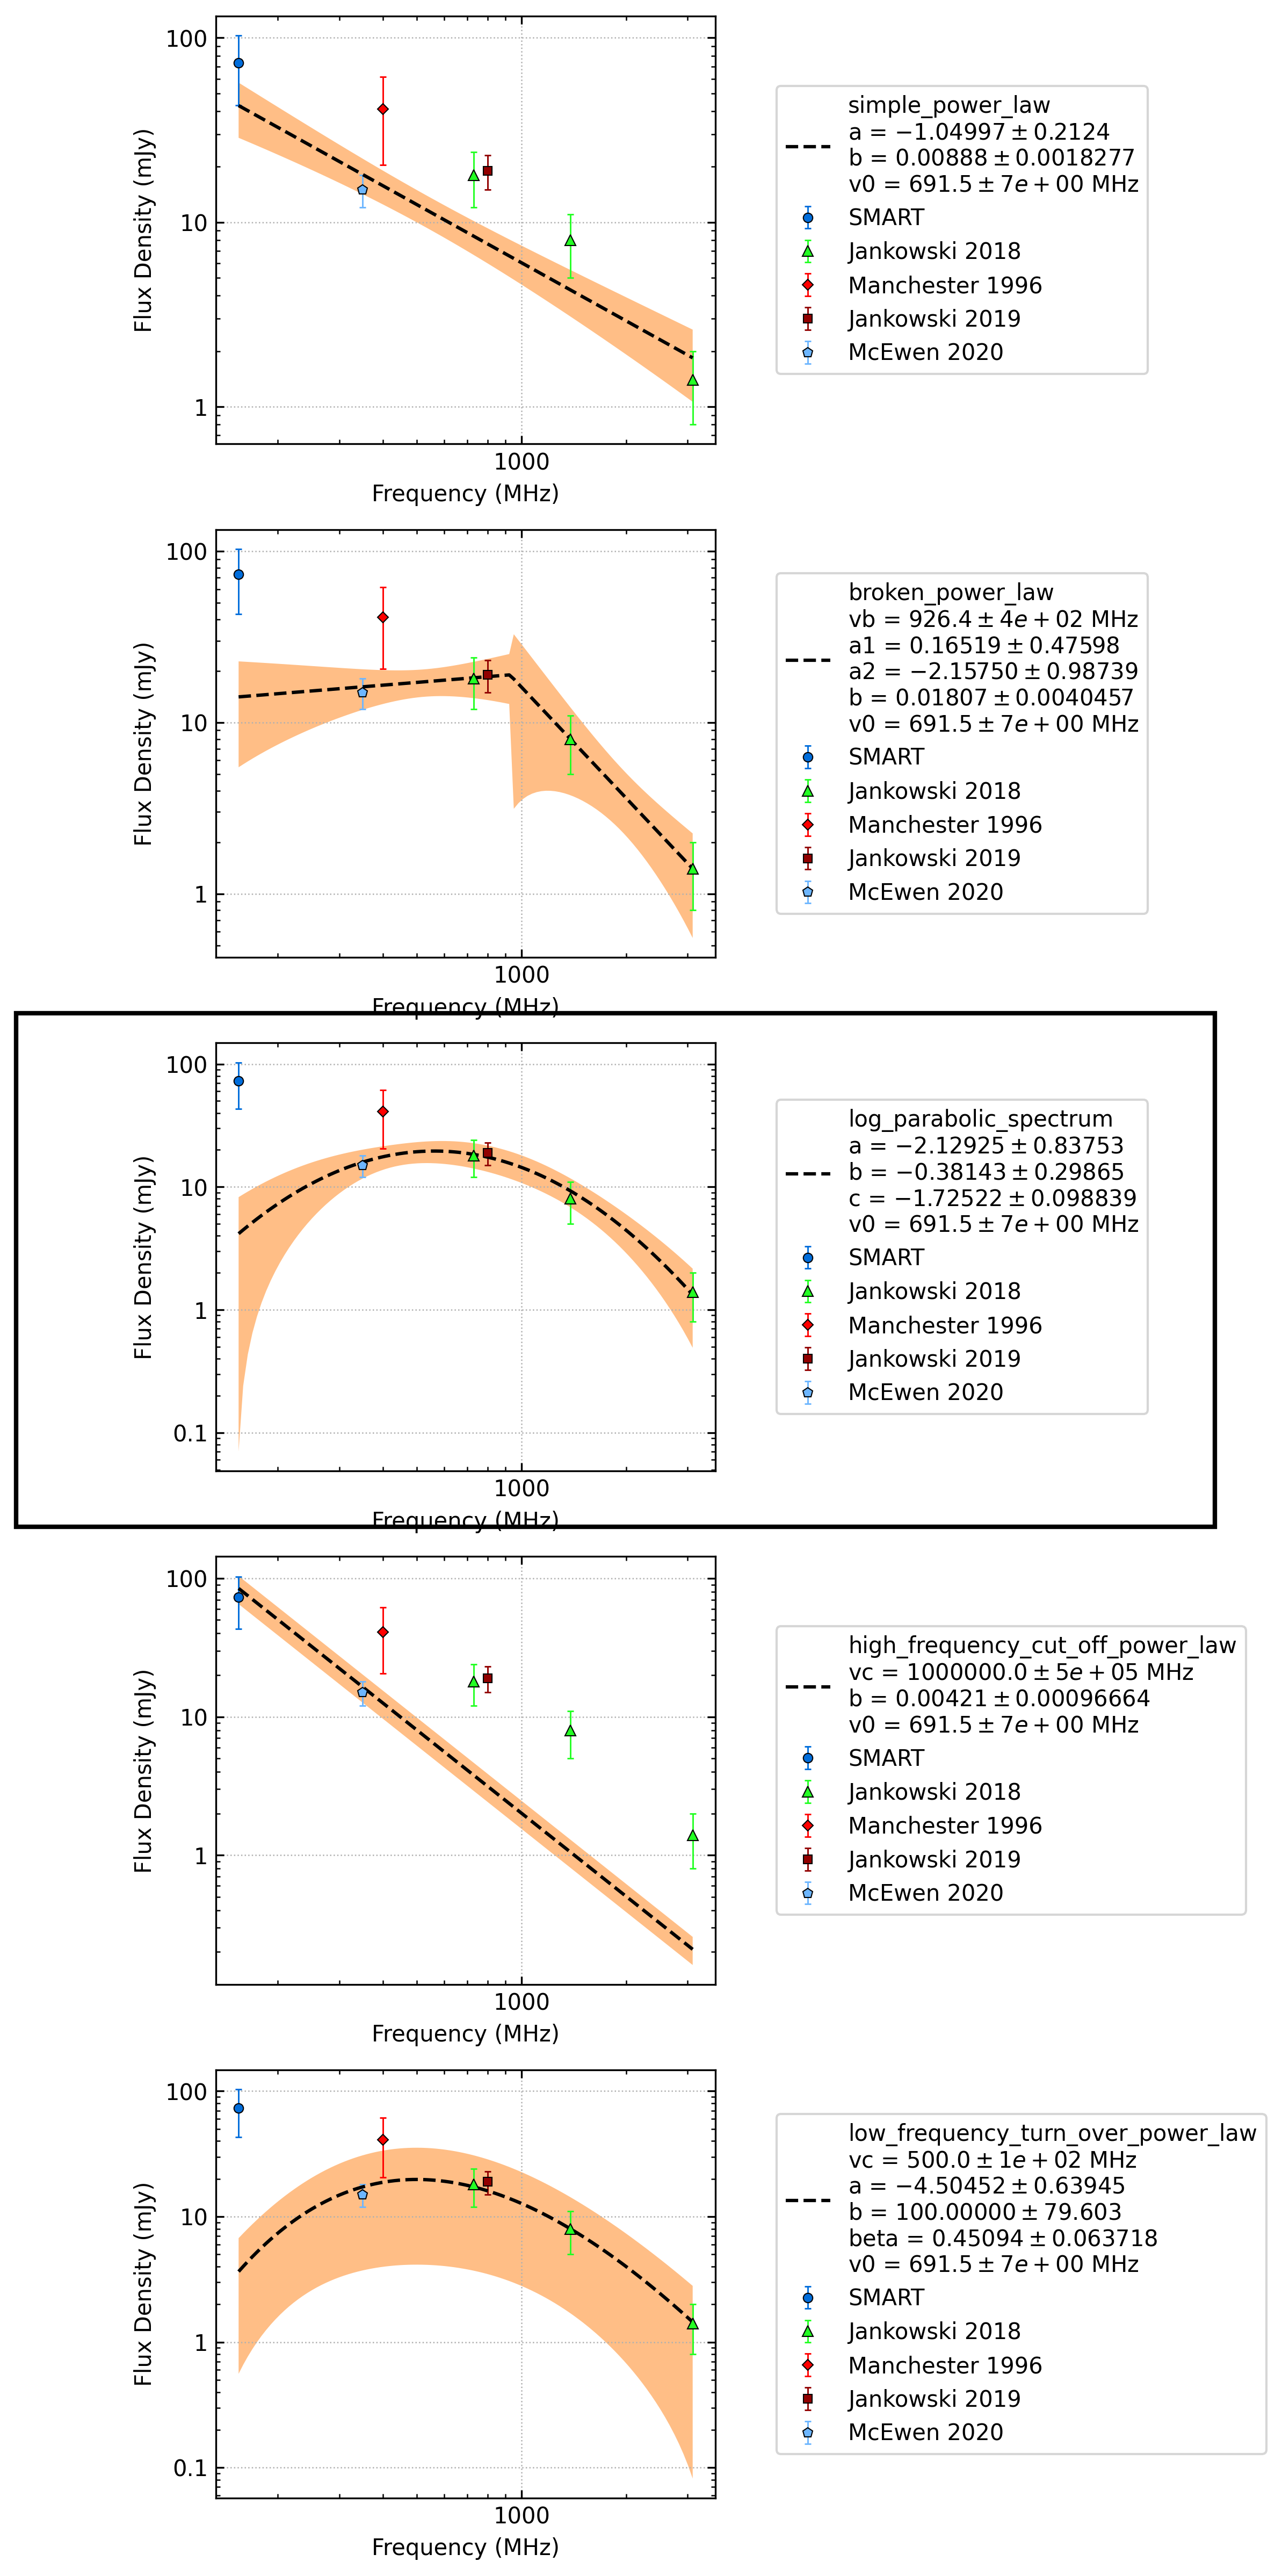 100
10
1
Flux Density (mJy)
1000
Frequency (MHz)
simple_power_law
a = −1.04997 ± 0.2124
b = 0.00888 ± 0.0018277
v0 = 691.5 ± 7e + 00 MHz
SMART
Jankowski 2018
Manchester 1996
Jankowski 2019
McEwen 2020
100
10
1
Flux Density (mJy)
1000
Frequency (MHz)
broken_power_law
vb = 926.4 ± 4e + 02 MHz
a1 = 0.16519 ± 0.47598
a2 = −2.15750 ± 0.98739
b = 0.01807 ± 0.0040457
v0 = 691.5 ± 7e + 00 MHz
SMART
Jankowski 2018
Manchester 1996
Jankowski 2019
McEwen 2020
100
10
1
0.1
Flux Density (mJy)
1000
Frequency (MHz)
log_parabolic_spectrum
a = −2.12925 ± 0.83753
b = −0.38143 ± 0.29865
c = −1.72522 ± 0.098839
v0 = 691.5 ± 7e + 00 MHz
SMART
Jankowski 2018
Manchester 1996
Jankowski 2019
McEwen 2020
100
10
1
Flux Density (mJy)
1000
Frequency (MHz)
high_frequency_cut_off_power_law
vc = 1000000.0 ± 5e + 05 MHz
b = 0.00421 ± 0.00096664
v0 = 691.5 ± 7e + 00 MHz
SMART
Jankowski 2018
Manchester 1996
Jankowski 2019
McEwen 2020
100
10
1
0.1
Flux Density (mJy)
1000
Frequency (MHz)
low_frequency_turn_over_power_law
vc = 500.0 ± 1e + 02 MHz
a = −4.50452 ± 0.63945
b = 100.00000 ± 79.603
beta = 0.45094 ± 0.063718
v0 = 691.5 ± 7e + 00 MHz
SMART
Jankowski 2018
Manchester 1996
Jankowski 2019
McEwen 2020